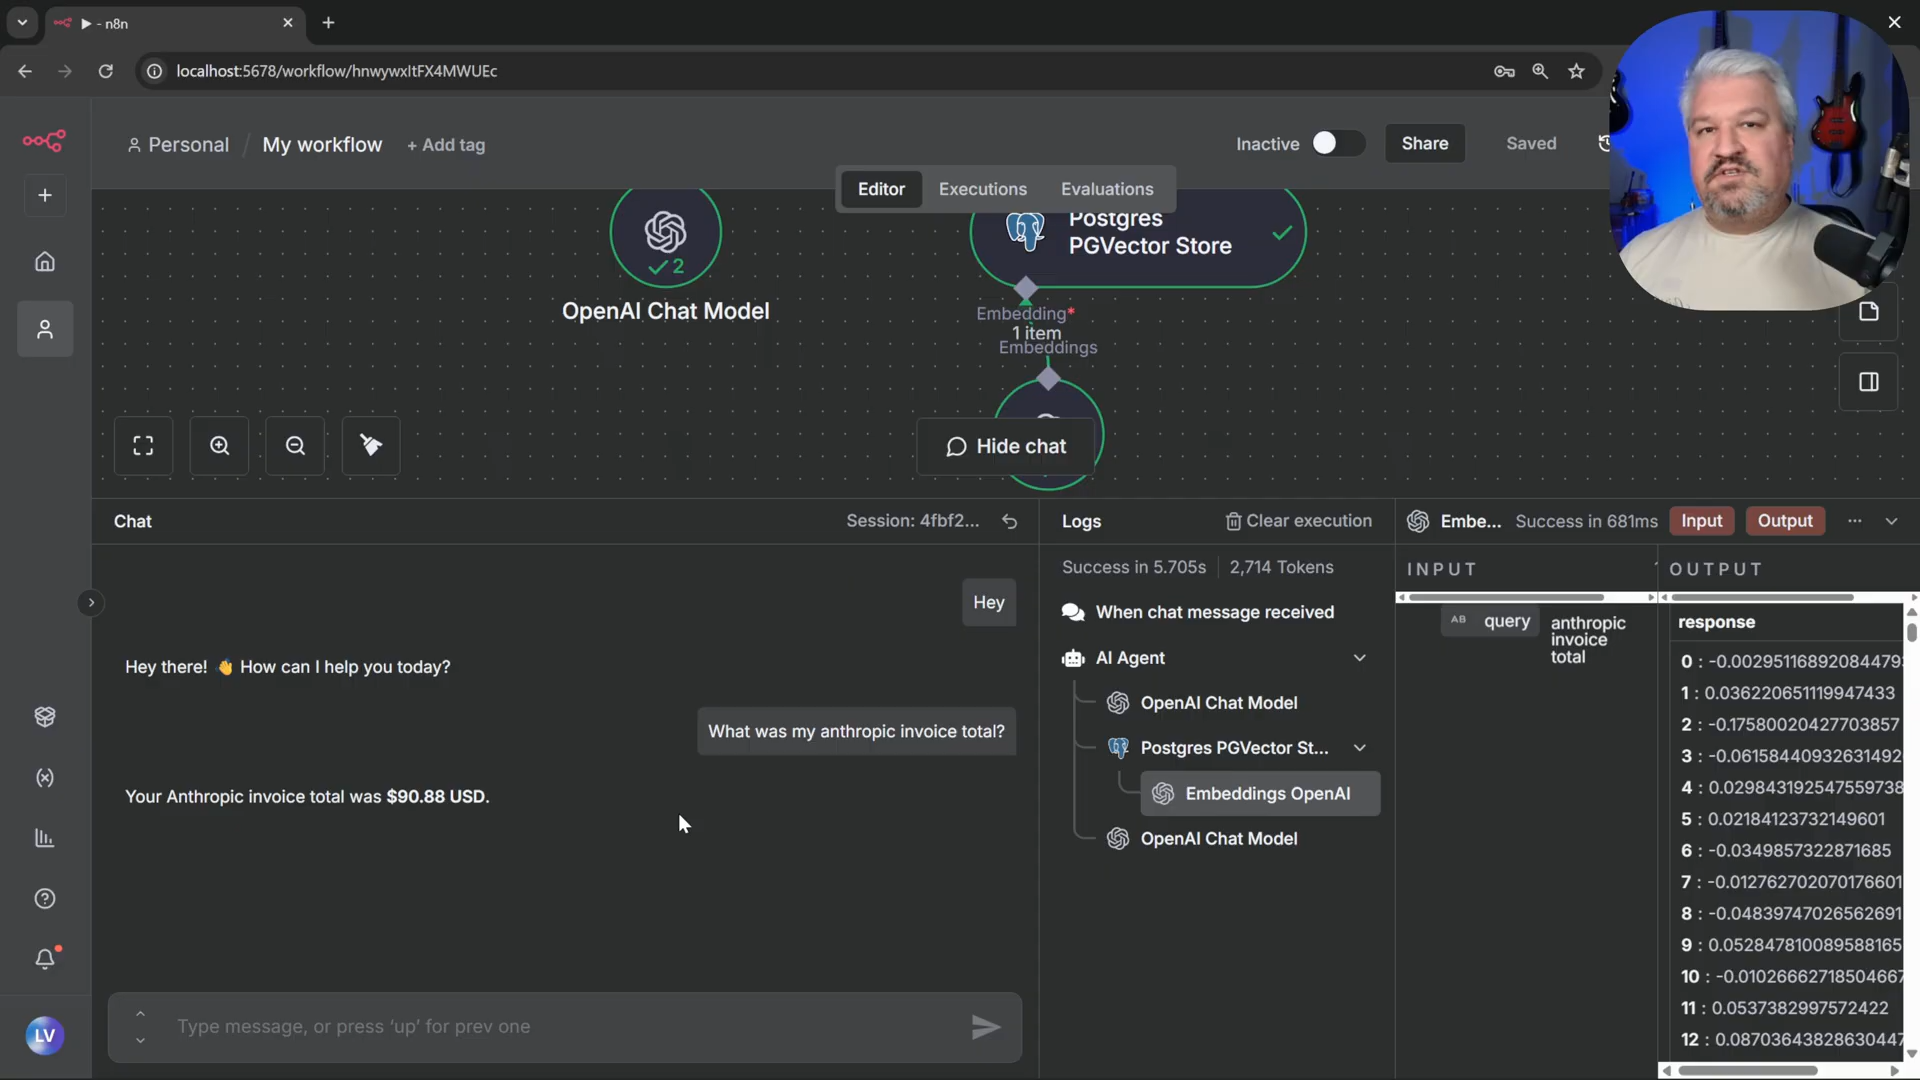 ▶ - n8n
localhost:5678/workflow/hnwywxItFX4MWUEc
Personal / My workflow + Add tag
Inactive
Share
Saved
Editor Executions Evaluations
2
OpenAI Chat Model
Postgres
PGVector Store
Embedding*
1 item
Embeddings
Hide chat
Chat
Session: 4fbf2...
Hey
Hey there! 👋 How can I help you today?
What was my anthropic invoice total?
Your Anthropic invoice total was $90.88 USD.
Type message, or press ‘up’ for prev one
LV
Logs
Clear execution
Success in 5.705s | 2,714 Tokens
When chat message received
AI Agent
OpenAI Chat Model
Postgres PGVector St...
Embeddings OpenAI
OpenAI Chat Model
Embe...
Success in 681ms
Input
Output
INPUT
AB query
anthropic
invoice
total
OUTPUT
response
0 : -0.002951168920844793
1 : 0.036220651119947433
2 : -0.17580020427703857
3 : -0.06158440932631492
4 : 0.029843192547559738
5 : 0.02184123732149601
6 : -0.0349857322871685
7 : -0.012762702070176601
8 : -0.04839747026562691
9 : 0.052847810089588165
10 : -0.01026662718504667
11 : 0.0537382997572422
12 : 0.08703643828630447